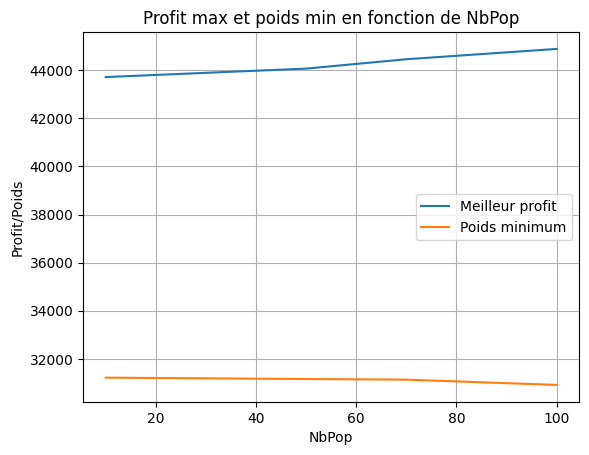 Profit max et poids min en fonction de NbPop
Profit/Poids
44000
42000
40000
38000
36000
34000
32000
Meilleur profit
Poids minimum
20 40 60 80 100
NbPop